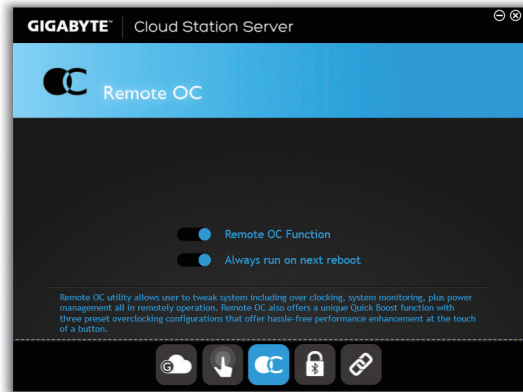 GIGABYTE™ Cloud Station Server
Remote OC
Remote OC Function
Always run on next reboot
Remote OC utility allows user to tweak system including over clocking, system monitoring, plus power
management all in remotely operation. Remote OC also offers a unique Quick Boost function with
three preset overclocking configurations that offer hassle-free performance enhancement at the touch
of a button.
G